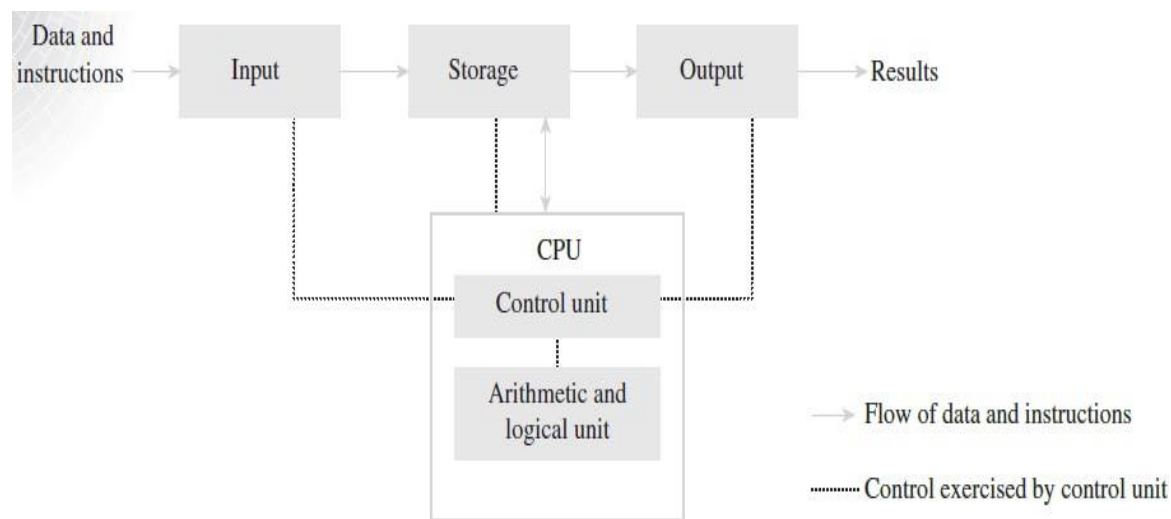 Data and
instructions
Input
Storage
Output
Results
CPU
Control unit
Arithmetic and
logical unit
Flow of data and instructions
Control exercised by control unit